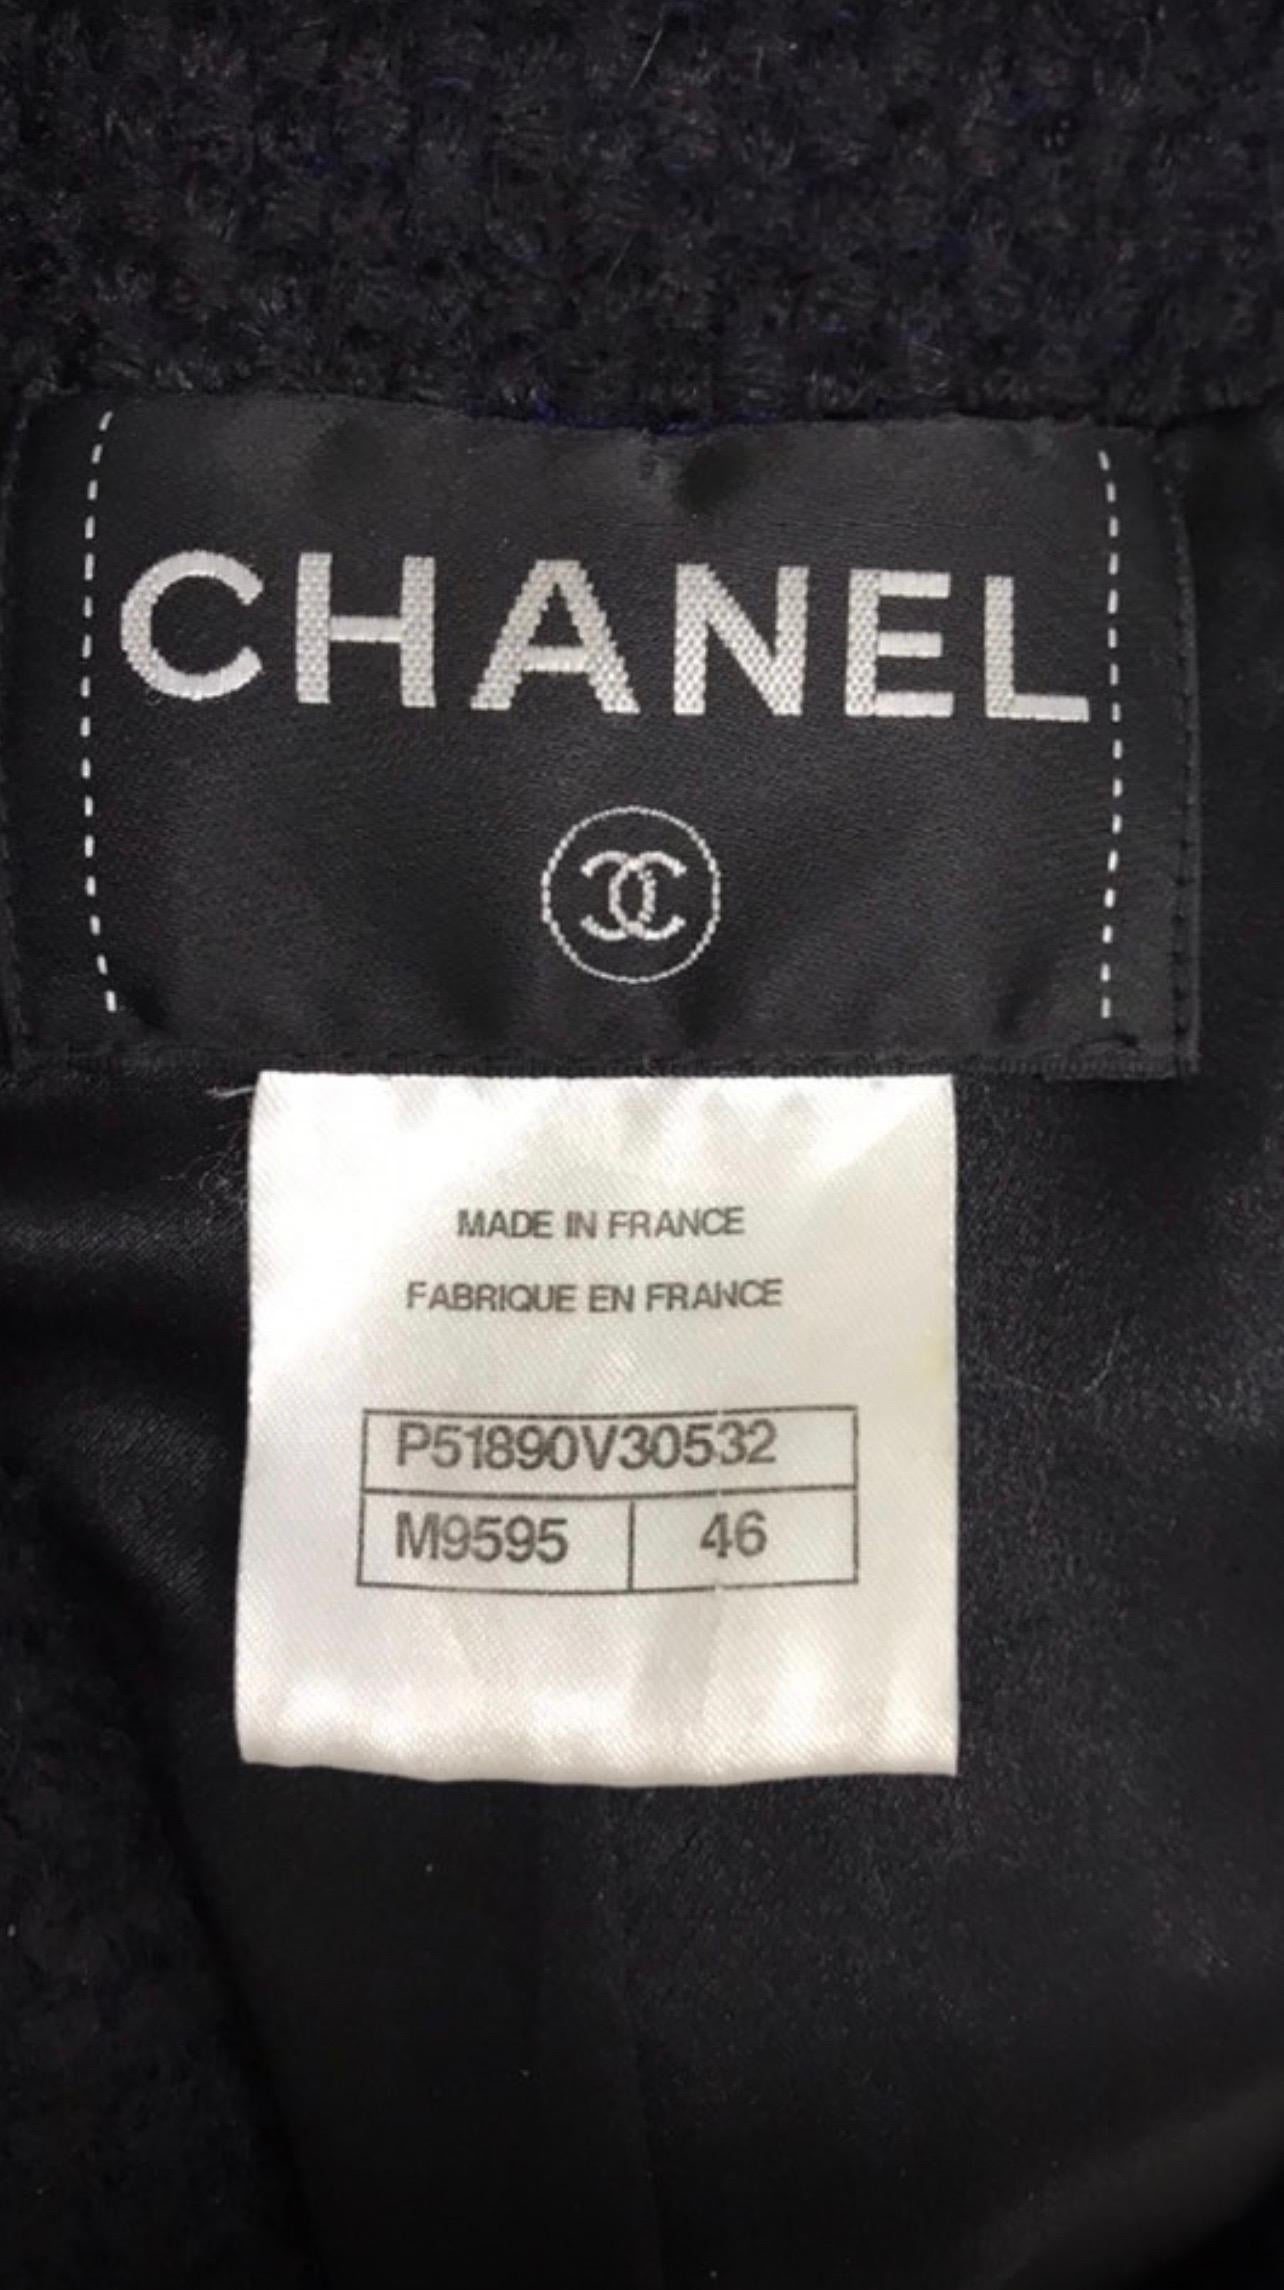 CHANEL
MADE IN FRANCE
FABRIQUE EN FRANCE
P51890V30532
M9595 46